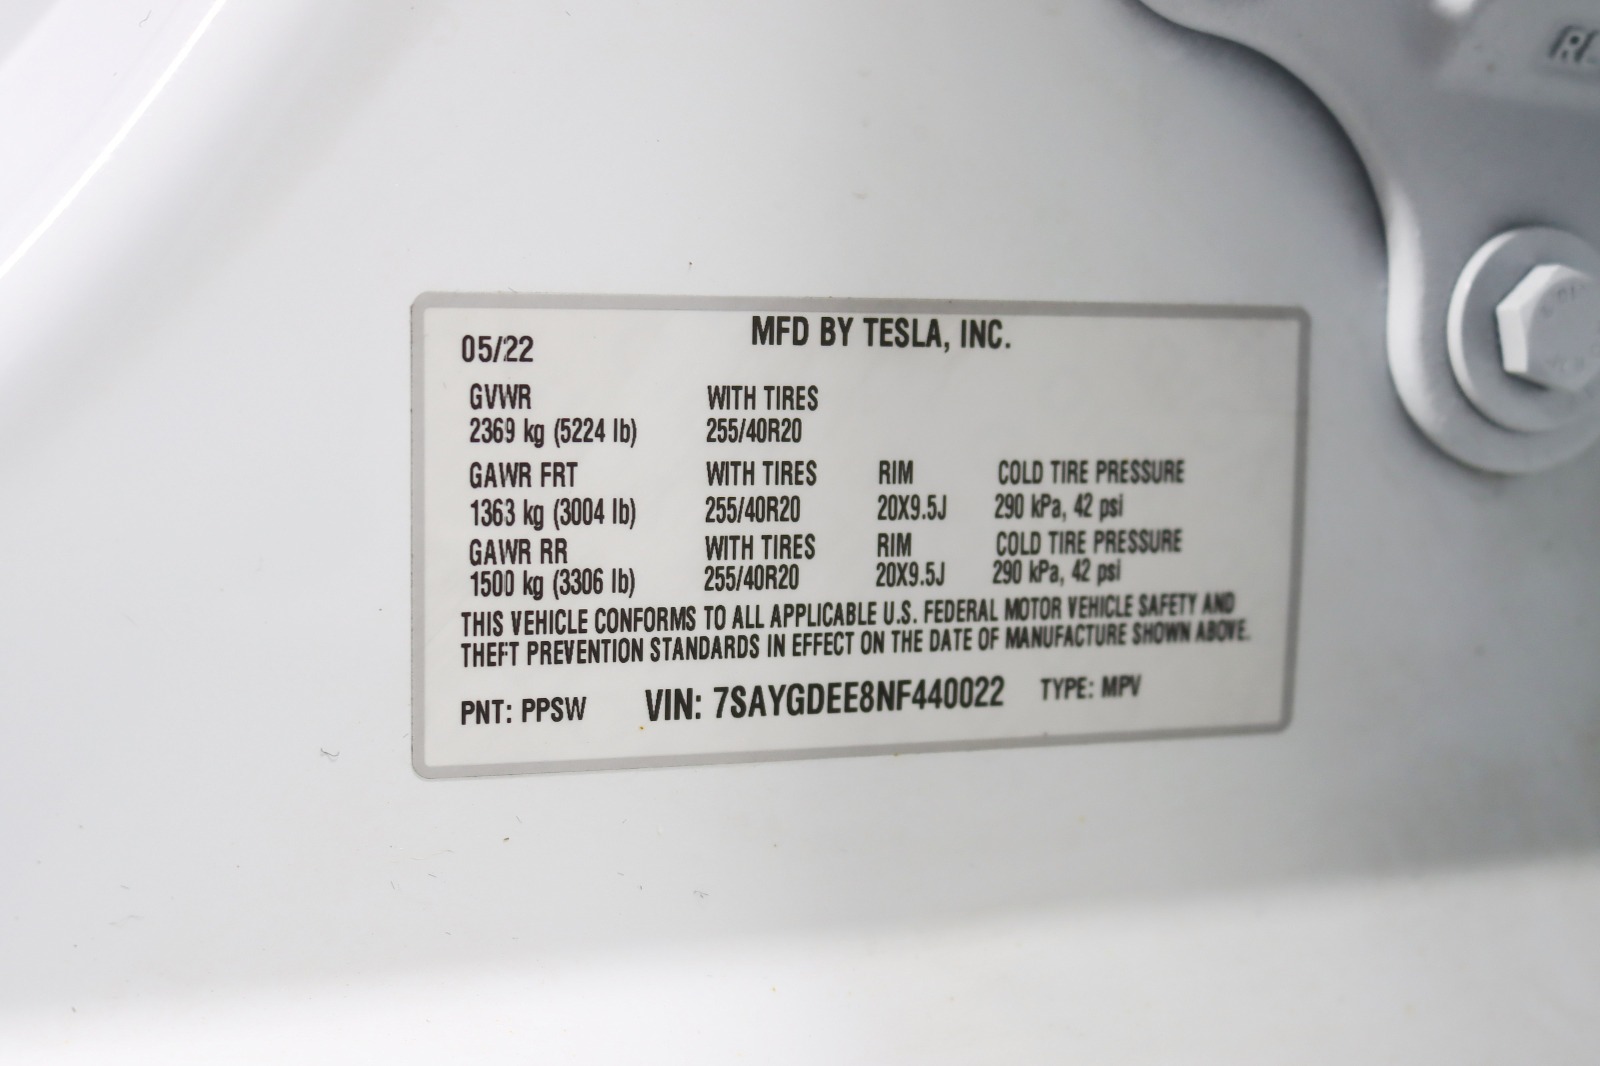 05/22 MFD BY TESLA, INC.
GVWR WITH TIRES
2369 kg (5224 lb) 255/40R20
GAWR FRT WITH TIRES RIM COLD TIRE PRESSURE
1363 kg (3004 lb) 255/40R20 20X9.5J 290 kPa, 42 psi
GAWR RR WITH TIRES RIM COLD TIRE PRESSURE
1500 kg (3306 lb) 255/40R20 20X9.5J 290 kPa, 42 psi
THIS VEHICLE CONFORMS TO ALL APPLICABLE U.S. FEDERAL MOTOR VEHICLE SAFETY AND
THEFT PREVENTION STANDARDS IN EFFECT ON THE DATE OF MANUFACTURE SHOWN ABOVE.
PNT: PPSW VIN: 7SAYGDEE8NF440022 TYPE: MPV